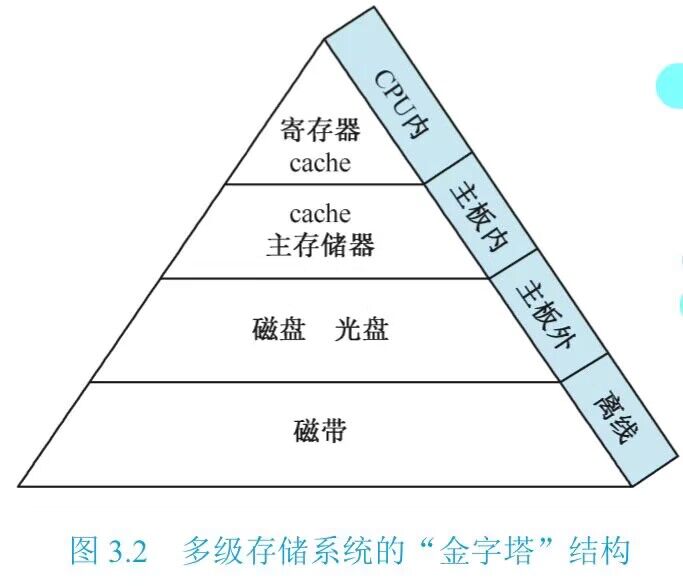 CPU内
寄存器
cache
主板内
cache
主存储器
主板外
磁盘 光盘
离线
磁带
图 3.2 多级存储系统的“金字塔”结构